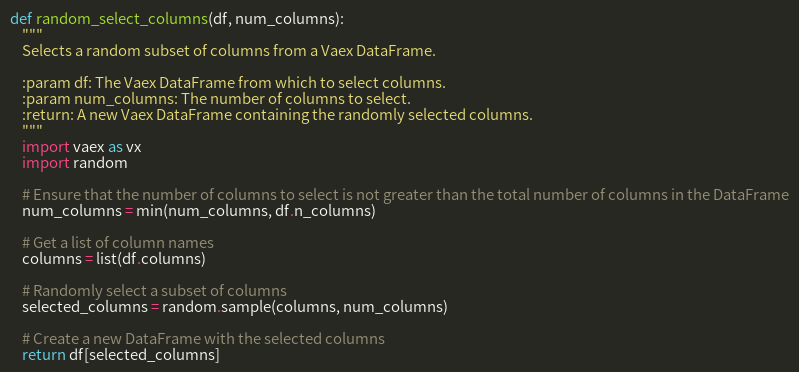 def random_select_columns(df, num_columns):
    """
    Selects a random subset of columns from a Vaex DataFrame.

    :param df: The Vaex DataFrame from which to select columns.
    :param num_columns: The number of columns to select.
    :return: A new Vaex DataFrame containing the randomly selected columns.
    """
    import vaex as vx
    import random

    # Ensure that the number of columns to select is not greater than the total number of columns in the DataFrame
    num_columns = min(num_columns, df.n_columns)

    # Get a list of column names
    columns = list(df.columns)

    # Randomly select a subset of columns
    selected_columns = random.sample(columns, num_columns)

    # Create a new DataFrame with the selected columns
    return df[selected_columns]